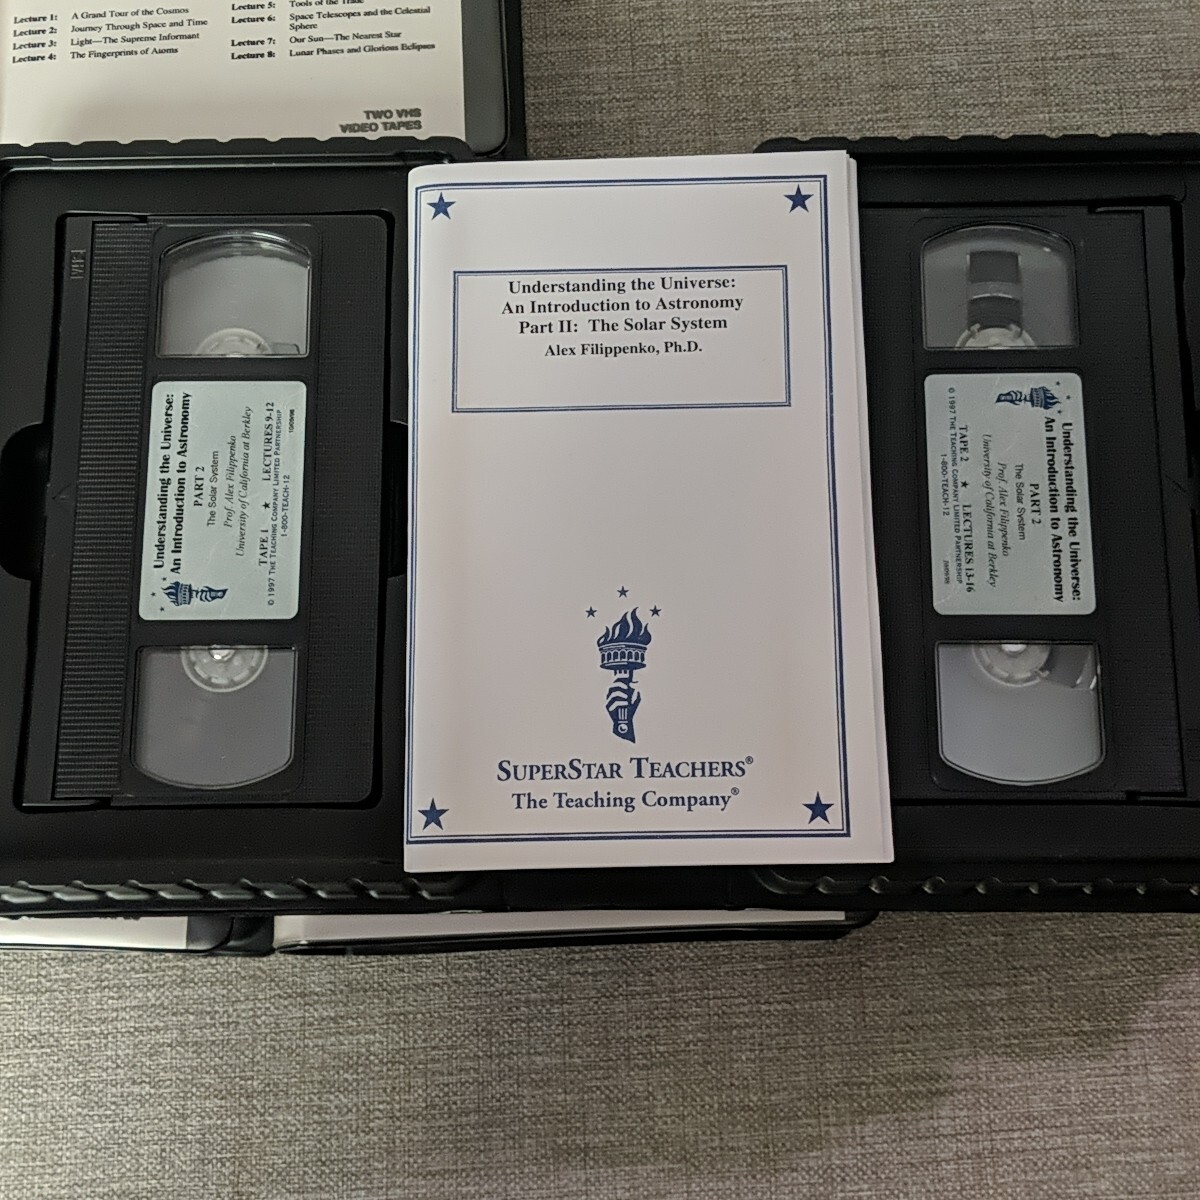 Lecture 1: A Grand Tour of the Cosmos
Lecture 2: Journey Through Space and Time
Lecture 3: Light—The Supreme Informant
Lecture 4: The Fingerprints of Atoms
Lecture 5: Tools of the Trade
Lecture 6: Space Telescopes and the Celestial
Sphere
Lecture 7: Our Sun—The Nearest Star
Lecture 8: Lunar Phases and Glorious Eclipses
TWO VHS
VIDEO TAPES
VHS
Understanding the Universe:
An Introduction to Astronomy
PART 2
The Solar System
Prof. Alex Filippenko
University of California at Berkley
TAPE 1 ★ LECTURES 9-12
© 1997 THE TEACHING COMPANY LIMITED PARTNERSHIP
1-800-TEACH-12
Understanding the Universe:
An Introduction to Astronomy
Part II: The Solar System
Alex Filippenko, Ph.D.
SUPERSTAR TEACHERS®
The Teaching Company®
Understanding the Universe:
An Introduction to Astronomy
PART 2
The Solar System
Prof. Alex Filippenko
University of California at Berkley
TAPE 2 ★ LECTURES 13-16
© 1997 THE TEACHING COMPANY LIMITED PARTNERSHIP
1-800-TEACH-12